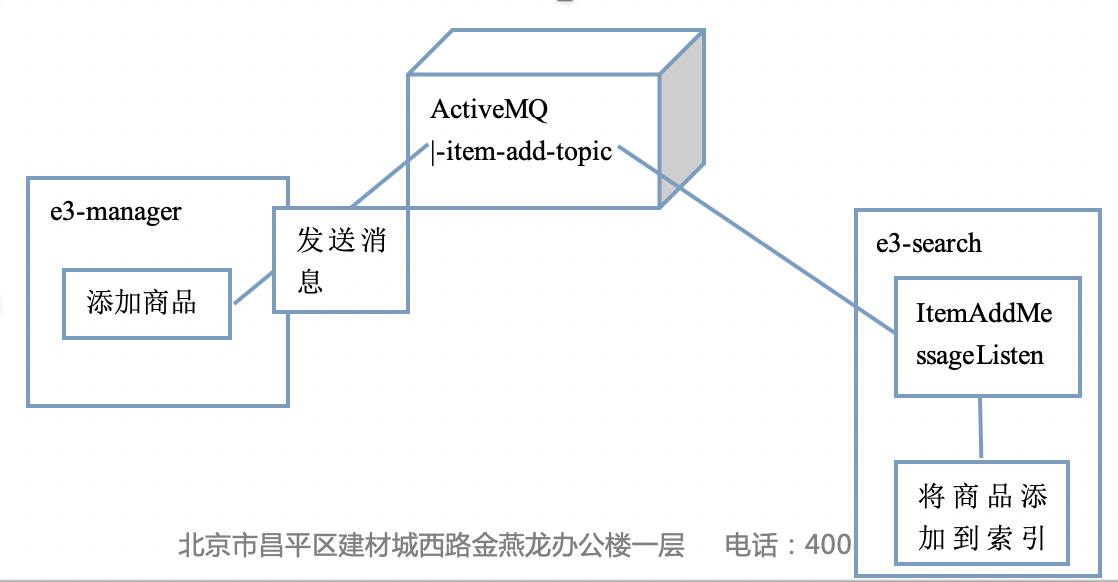 ActiveMQ
|-item-add-topic
e3-manager
发送消
息
添加商品
e3-search
ItemAddMe
ssageListen
将商品添
加到索引
北京市昌平区建材城西路金燕龙办公楼一层 电话：400